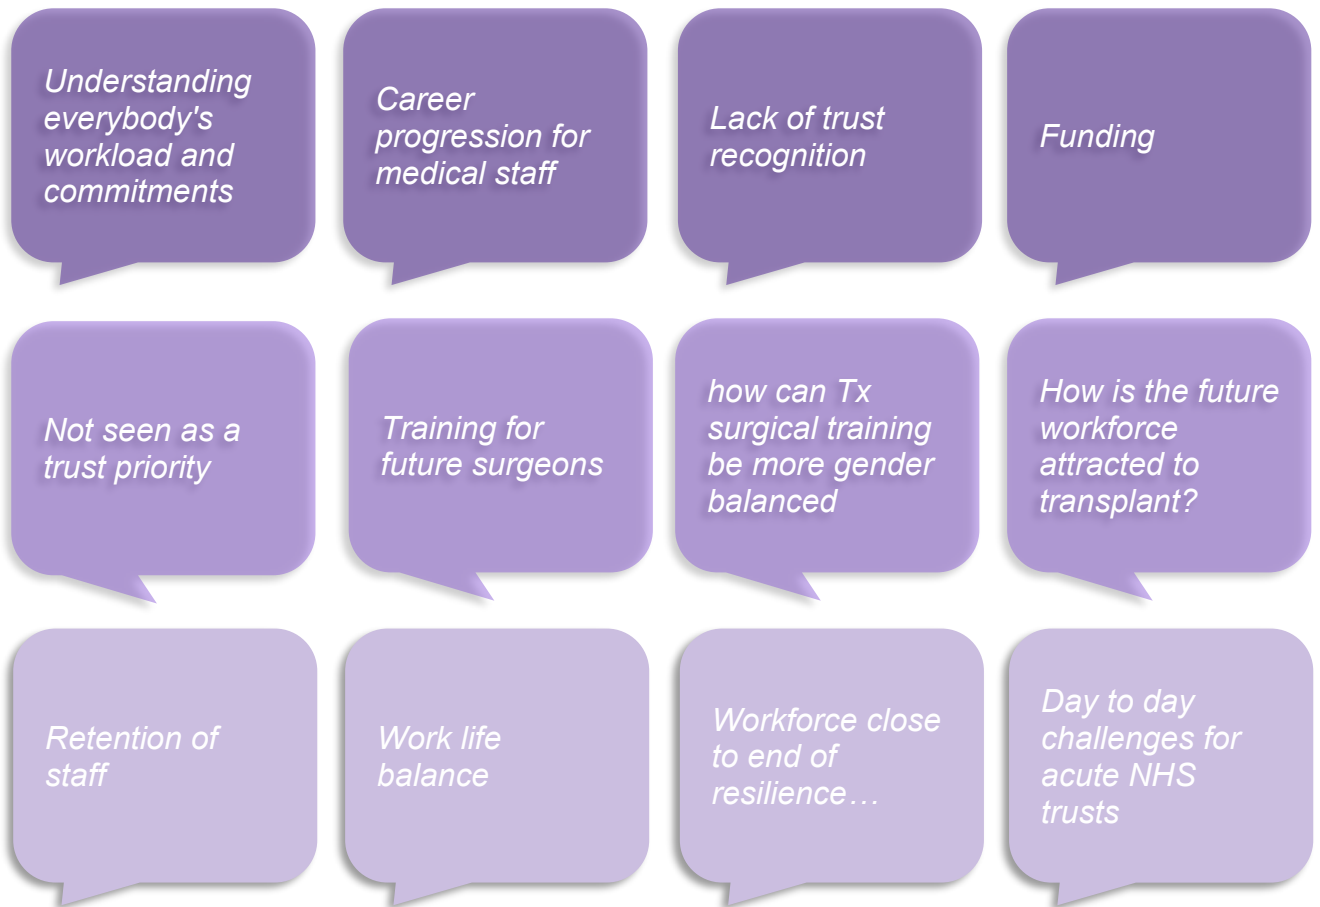 Understanding
everybody's
workload and
commitments
Career
progression for
medical staff
Lack of trust
recognition
Funding
Not seen as a
trust priority
Training for
future surgeons
how can Tx
surgical training
be more gender
balanced
How is the future
workforce
attracted to
transplant?
Retention of
staff
Work life
balance
Workforce close
to end of
resilience…
Day to day
challenges for
acute NHS
trusts